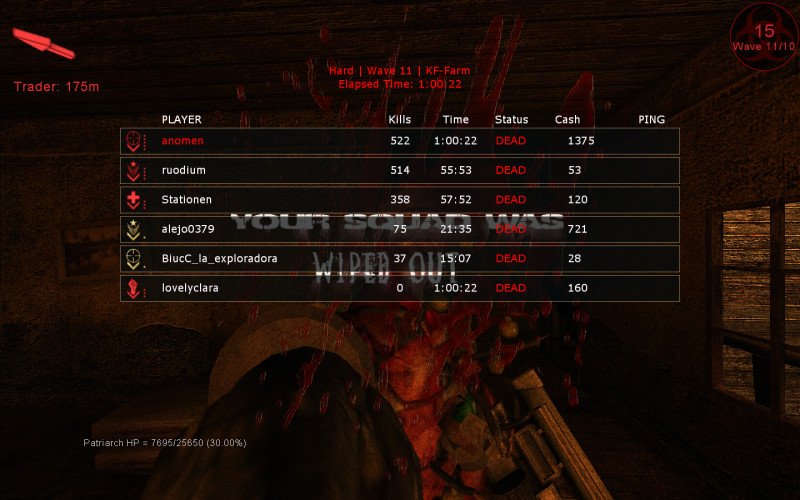 15
Wave 11/10
Trader: 175m
Hard | Wave 11 | KF-Farm
Elapsed Time: 1:00:22
PLAYER Kills Time Status Cash PING
anomen 522 1:00:22 DEAD 1375
ruodium 514 55:53 DEAD 53
Stationen 358 57:52 DEAD 120
YOUR SQUAD WAS
alejo0379 75 21:35 DEAD 721
BiucC_la_exploradora 37 15:07 DEAD 28
WIPED OUT
lovelyclara 0 1:00:22 DEAD 160
Patriarch HP = 7695/25650 (30.00%)